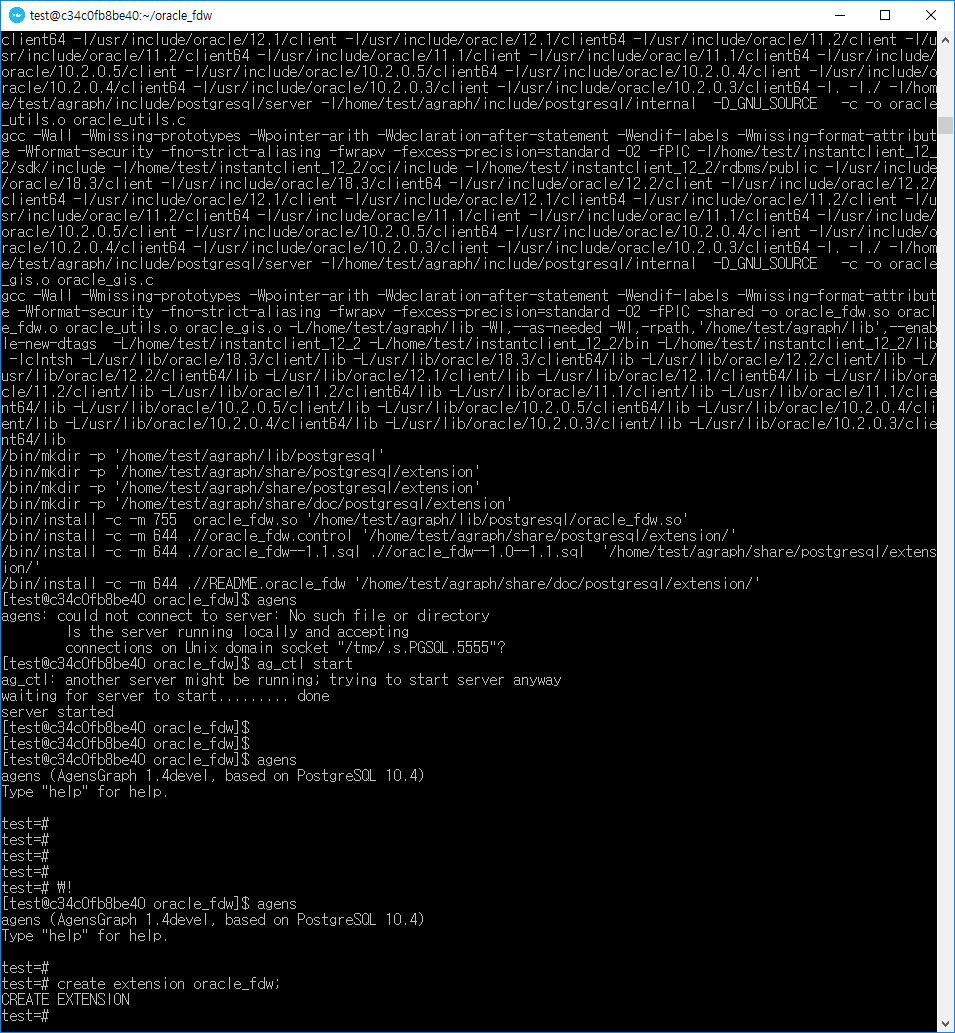 test@c34c0fb8be40:~/oracle_fdw
client64 -I/usr/include/oracle/12.1/client -I/usr/include/oracle/12.1/client64 -I/usr/include/oracle/11.2/client -I/u
sr/include/oracle/11.2/client64 -I/usr/include/oracle/11.1/client -I/usr/include/oracle/11.1/client64 -I/usr/include/
oracle/10.2.0.5/client -I/usr/include/oracle/10.2.0.5/client64 -I/usr/include/oracle/10.2.0.4/client -I/usr/include/o
racle/10.2.0.4/client64 -I/usr/include/oracle/10.2.0.3/client -I/usr/include/oracle/10.2.0.3/client64 -I. -I./ -I/hom
e/test/agraph/include/postgresql/server -I/home/test/agraph/include/postgresql/internal  -D_GNU_SOURCE   -c -o oracle
_utils.o oracle_utils.c
gcc -Wall -Wmissing-prototypes -Wpointer-arith -Wdeclaration-after-statement -Wendif-labels -Wmissing-format-attribut
e -Wformat-security -fno-strict-aliasing -fwrapv -fexcess-precision=standard -O2 -fPIC -I/home/test/instantclient_12_
2/sdk/include -I/home/test/instantclient_12_2/oci/include -I/home/test/instantclient_12_2/rdbms/public -I/usr/include
/oracle/18.3/client -I/usr/include/oracle/18.3/client64 -I/usr/include/oracle/12.2/client -I/usr/include/oracle/12.2/
client64 -I/usr/include/oracle/12.1/client -I/usr/include/oracle/12.1/client64 -I/usr/include/oracle/11.2/client -I/u
sr/include/oracle/11.2/client64 -I/usr/include/oracle/11.1/client -I/usr/include/oracle/11.1/client64 -I/usr/include/
oracle/10.2.0.5/client -I/usr/include/oracle/10.2.0.5/client64 -I/usr/include/oracle/10.2.0.4/client -I/usr/include/o
racle/10.2.0.4/client64 -I/usr/include/oracle/10.2.0.3/client -I/usr/include/oracle/10.2.0.3/client64 -I. -I./ -I/hom
e/test/agraph/include/postgresql/server -I/home/test/agraph/include/postgresql/internal  -D_GNU_SOURCE   -c -o oracle
_gis.o oracle_gis.c
gcc -Wall -Wmissing-prototypes -Wpointer-arith -Wdeclaration-after-statement -Wendif-labels -Wmissing-format-attribut
e -Wformat-security -fno-strict-aliasing -fwrapv -fexcess-precision=standard -O2 -fPIC -shared -o oracle_fdw.so oracl
e_fdw.o oracle_utils.o oracle_gis.o -L/home/test/agraph/lib -Wl,--as-needed -Wl,-rpath,'/home/test/agraph/lib',--enab
le-new-dtags  -L/home/test/instantclient_12_2 -L/home/test/instantclient_12_2/bin -L/home/test/instantclient_12_2/lib
 -lclntsh -L/usr/lib/oracle/18.3/client/lib -L/usr/lib/oracle/18.3/client64/lib -L/usr/lib/oracle/12.2/client/lib -L/
usr/lib/oracle/12.2/client64/lib -L/usr/lib/oracle/12.1/client/lib -L/usr/lib/oracle/12.1/client64/lib -L/usr/lib/ora
cle/11.2/client/lib -L/usr/lib/oracle/11.2/client64/lib -L/usr/lib/oracle/11.1/client/lib -L/usr/lib/oracle/11.1/clie
nt64/lib -L/usr/lib/oracle/10.2.0.5/client/lib -L/usr/lib/oracle/10.2.0.5/client64/lib -L/usr/lib/oracle/10.2.0.4/cli
ent/lib -L/usr/lib/oracle/10.2.0.4/client64/lib -L/usr/lib/oracle/10.2.0.3/client/lib -L/usr/lib/oracle/10.2.0.3/clie
nt64/lib
/bin/mkdir -p '/home/test/agraph/lib/postgresql'
/bin/mkdir -p '/home/test/agraph/share/postgresql/extension'
/bin/mkdir -p '/home/test/agraph/share/postgresql/extension'
/bin/mkdir -p '/home/test/agraph/share/doc/postgresql/extension'
/bin/install -c -m 755  oracle_fdw.so '/home/test/agraph/lib/postgresql/oracle_fdw.so'
/bin/install -c -m 644 .//oracle_fdw.control '/home/test/agraph/share/postgresql/extension/'
/bin/install -c -m 644 .//oracle_fdw--1.1.sql .//oracle_fdw--1.0--1.1.sql  '/home/test/agraph/share/postgresql/extens
ion/'
/bin/install -c -m 644 .//README.oracle_fdw '/home/test/agraph/share/doc/postgresql/extension/'
[test@c34c0fb8be40 oracle_fdw]$ agens
agens: could not connect to server: No such file or directory
        Is the server running locally and accepting
        connections on Unix domain socket "/tmp/.s.PGSQL.5555"?
[test@c34c0fb8be40 oracle_fdw]$ ag_ctl start
ag_ctl: another server might be running; trying to start server anyway
waiting for server to start......... done
server started
[test@c34c0fb8be40 oracle_fdw]$
[test@c34c0fb8be40 oracle_fdw]$
[test@c34c0fb8be40 oracle_fdw]$ agens
agens (AgensGraph 1.4devel, based on PostgreSQL 10.4)
Type "help" for help.
test=#
test=#
test=#
test=#
test=# ₩!
[test@c34c0fb8be40 oracle_fdw]$ agens
agens (AgensGraph 1.4devel, based on PostgreSQL 10.4)
Type "help" for help.
test=#
test=# create extension oracle_fdw;
CREATE EXTENSION
test=#